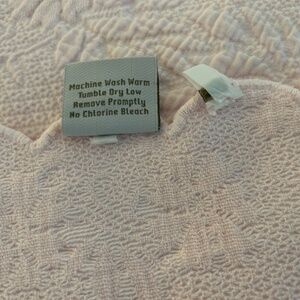 Machine Wash Warm
Tumble Dry Low
Remove Promptly
No Chlorine Bleach